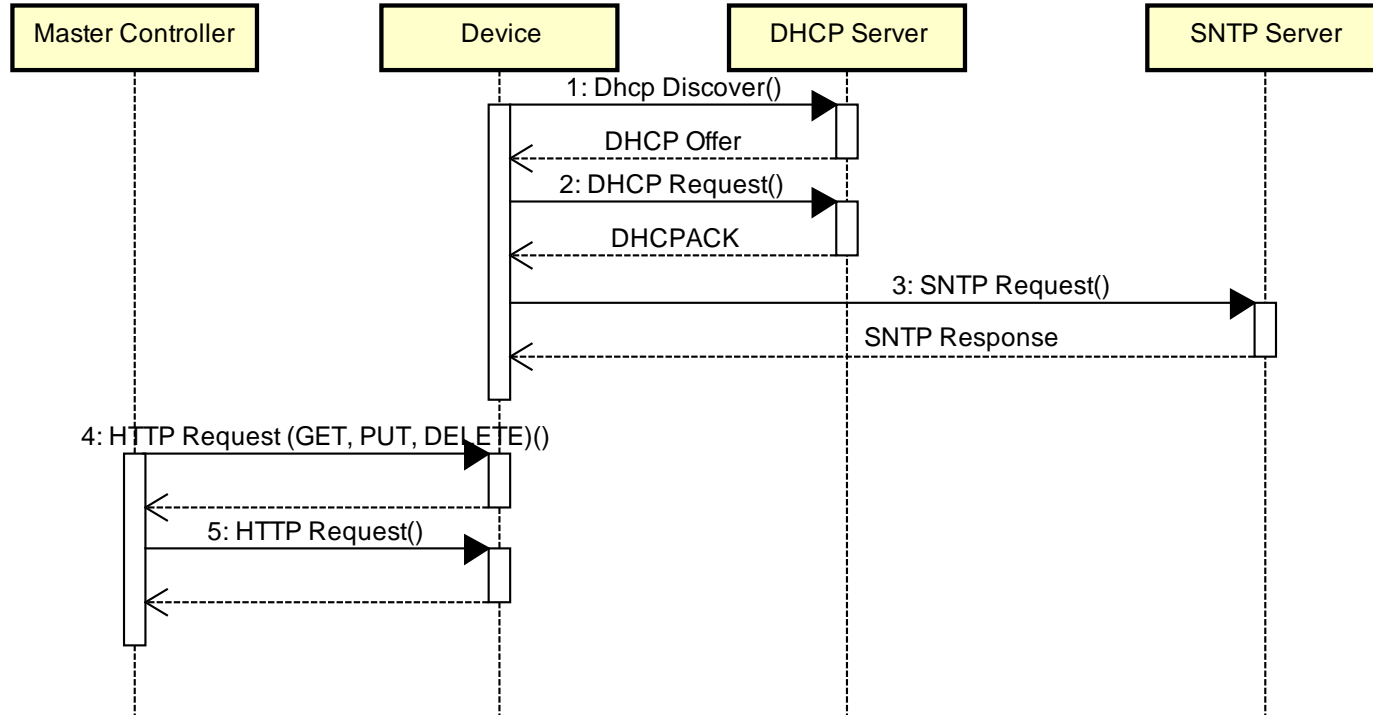 Master Controller
Device
DHCP Server
SNTP Server
1: Dhcp Discover()
DHCP Offer
2: DHCP Request()
DHCPACK
3: SNTP Request()
SNTP Response
4: HTTP Request (GET, PUT, DELETE)()
5: HTTP Request()